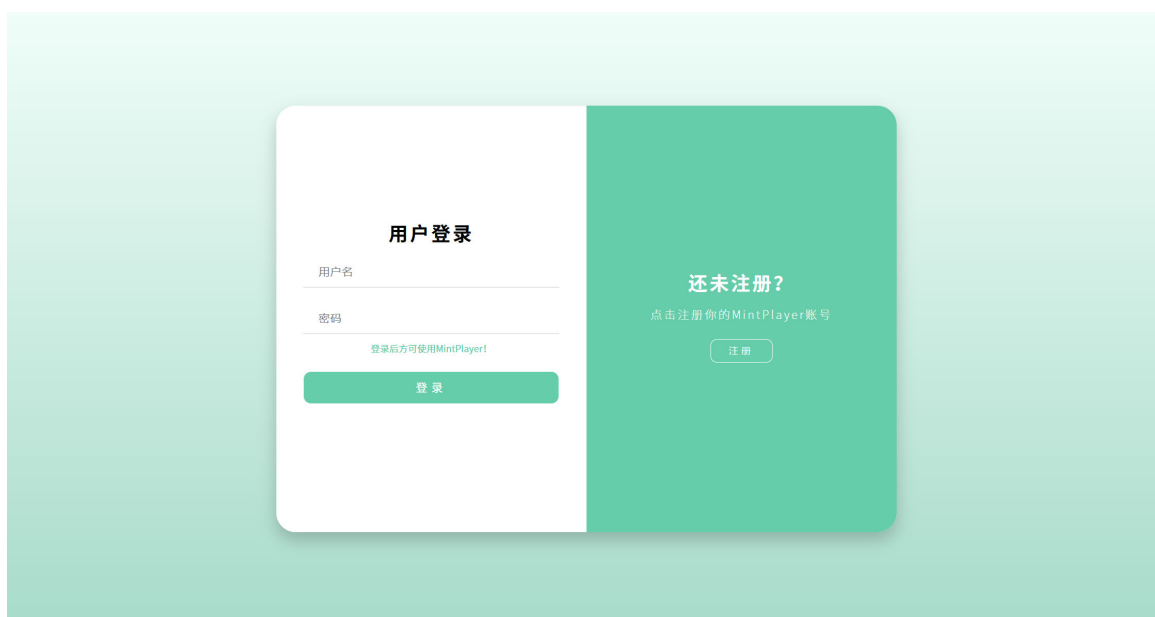 用户登录
用户名
密码
登录后方可使用MintPlayer!
登录
还未注册?
点击注册你的MintPlayer账号
注册